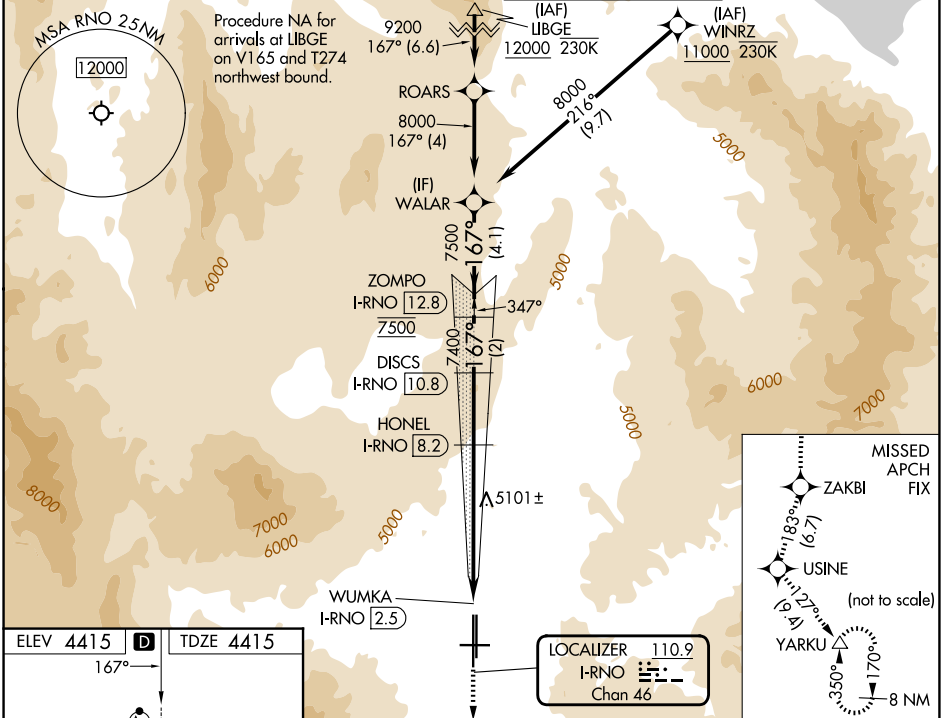 MSA RNO 25NM
12000
Procedure NA for
arrivals at LIBGE
on V165 and T274
northwest bound.
9200
167° (6.6)
(IAF)
LIBGE
12000 230K
(IAF)
WINRZ
11000 230K
ROARS
8000
167° (4)
8000
216°
(9.7)
5000
(IF)
WALAR
7500
167°
(4.1)
6000
5000
ZOMPO
I-RNO 12.8
7500
347°
7400
167°
(2)
DISCS
I-RNO 10.8
6000
7000
5000
HONEL
I-RNO 8.2
5101±
8000
7000
6000
5000
MISSED
APCH
FIX
ZAKBI
183°
(6.7)
USINE
127°
(9.4)
(not to scale)
YARKU
350°
170°
8 NM
WUMKA
I-RNO 2.5
ELEV 4415 D TDZE 4415
167°
LOCALIZER 110.9
I-RNO
Chan 46